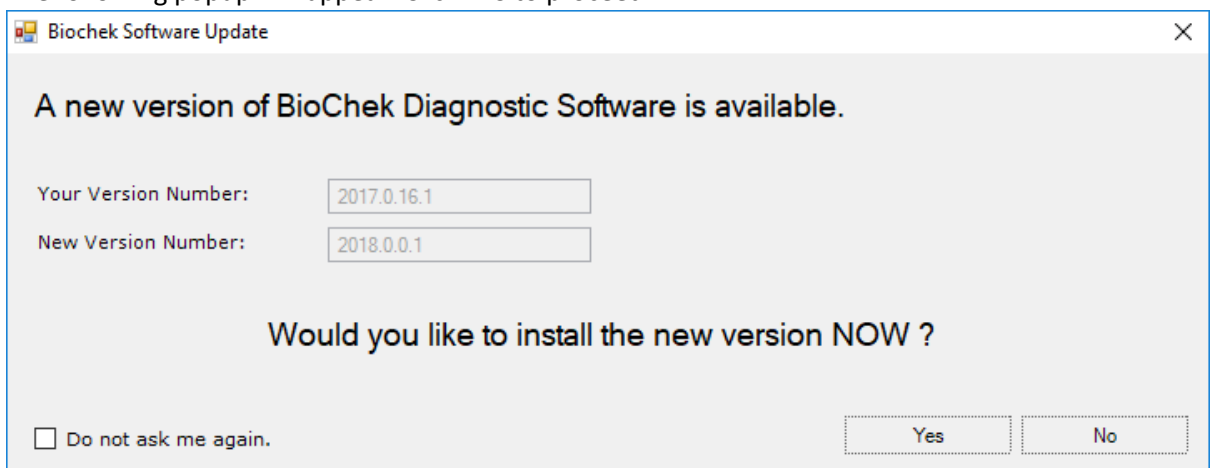 Biochek Software Update
A new version of BioChek Diagnostic Software is available.
Your Version Number: 2017.0.16.1
New Version Number: 2018.0.0.1
Would you like to install the new version NOW ?
Do not ask me again. Yes No